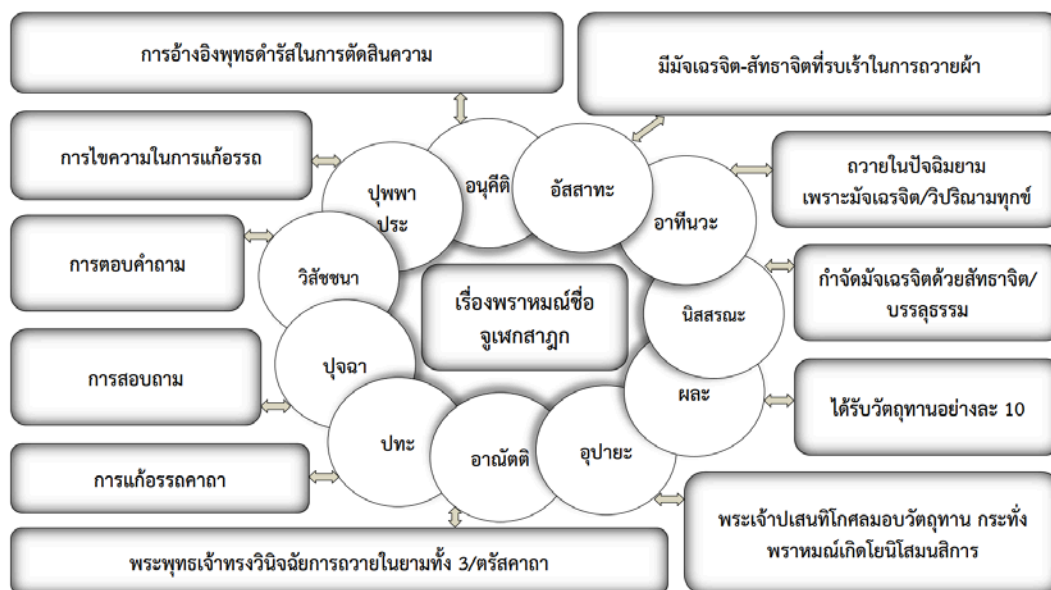 การอ้างอิงพุทธดำรัสในการตัดสินความ
มีมัจเฉรจิต-สัทธาจิตที่รบเร้าในการถวายผ้า
การไขความในการแก้อรรถ
ปุพพา
ประ
อนุคีติ
อัสสาทะ
อาทีนวะ
ถวายในปัจฉิมยาม
เพราะมัจเฉรจิต/วิปริณามทุกข์
การตอบคำถาม
วิสัชชนา
เรื่องพราหมณ์ชื่อ
จูเฬกสาฎก
นิสสรณะ
กำจัดมัจเฉรจิตด้วยสัทธาจิต/
บรรลุธรรม
การสอบถาม
ปุจฉา
ผละ
ได้รับวัตถุทานอย่างละ 10
การแก้อรรถคาถา
ปทะ
อาณัตติ
อุปายะ
พระเจ้าปเสนทิโกศลมอบวัตถุทาน กระทั่ง
พราหมณ์เกิดโยนิโสมนสิการ
พระพุทธเจ้าทรงวินิจฉัยการถวายในยามทั้ง 3/ตรัสคาถา